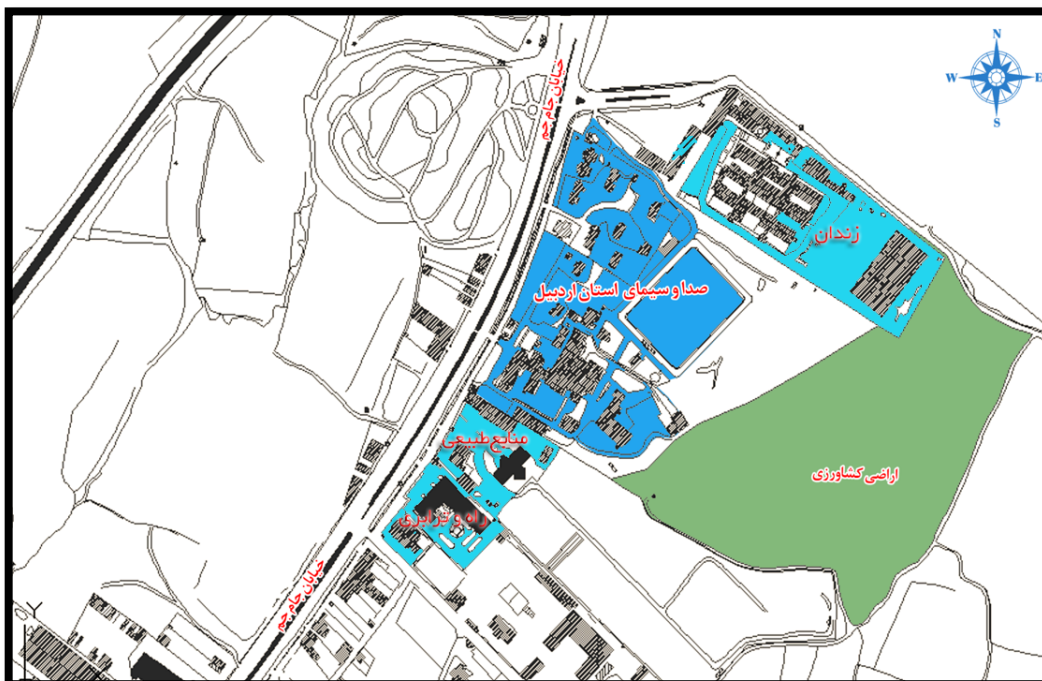 N
W E
S
خیابان جام جم
زندان
صدا و سیمای استان اردبیل
منابع طبیعی
اراضی کشاورزی
راه و ترابری
خیابان جام جم
Y